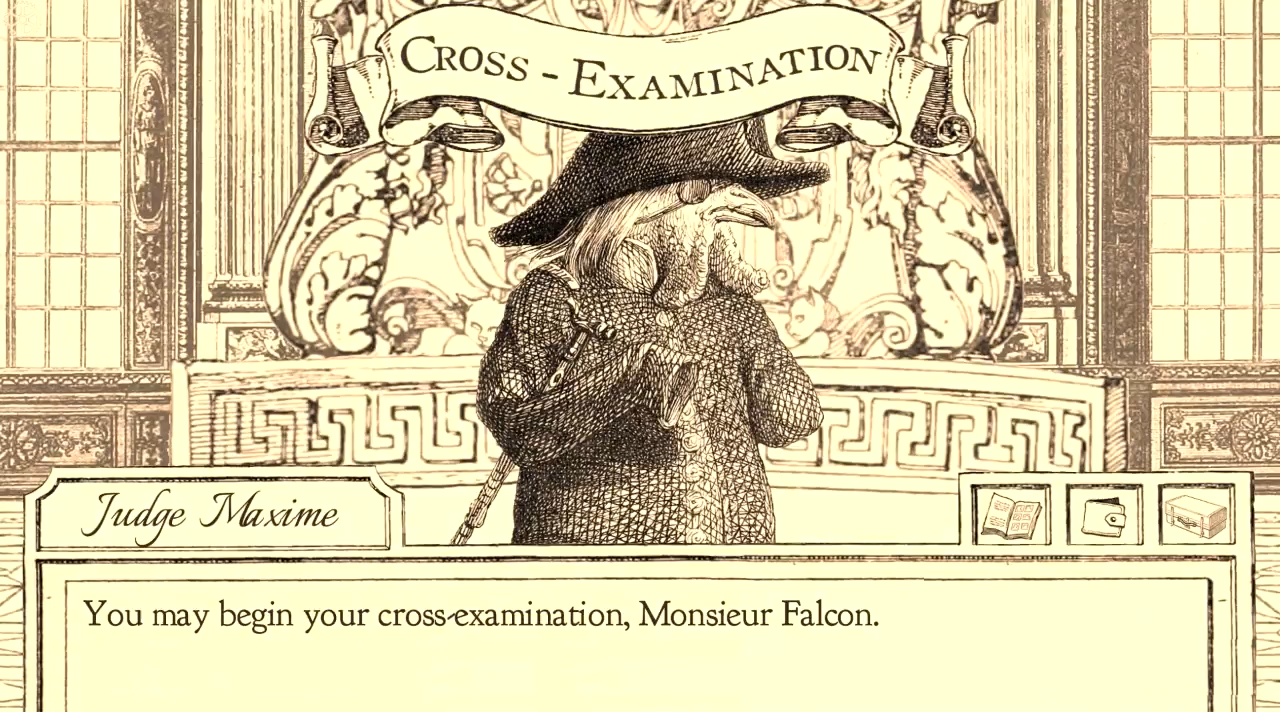 CROSS - EXAMINATION
Judge Maxime
You may begin your cross-examination, Monsieur Falcon.